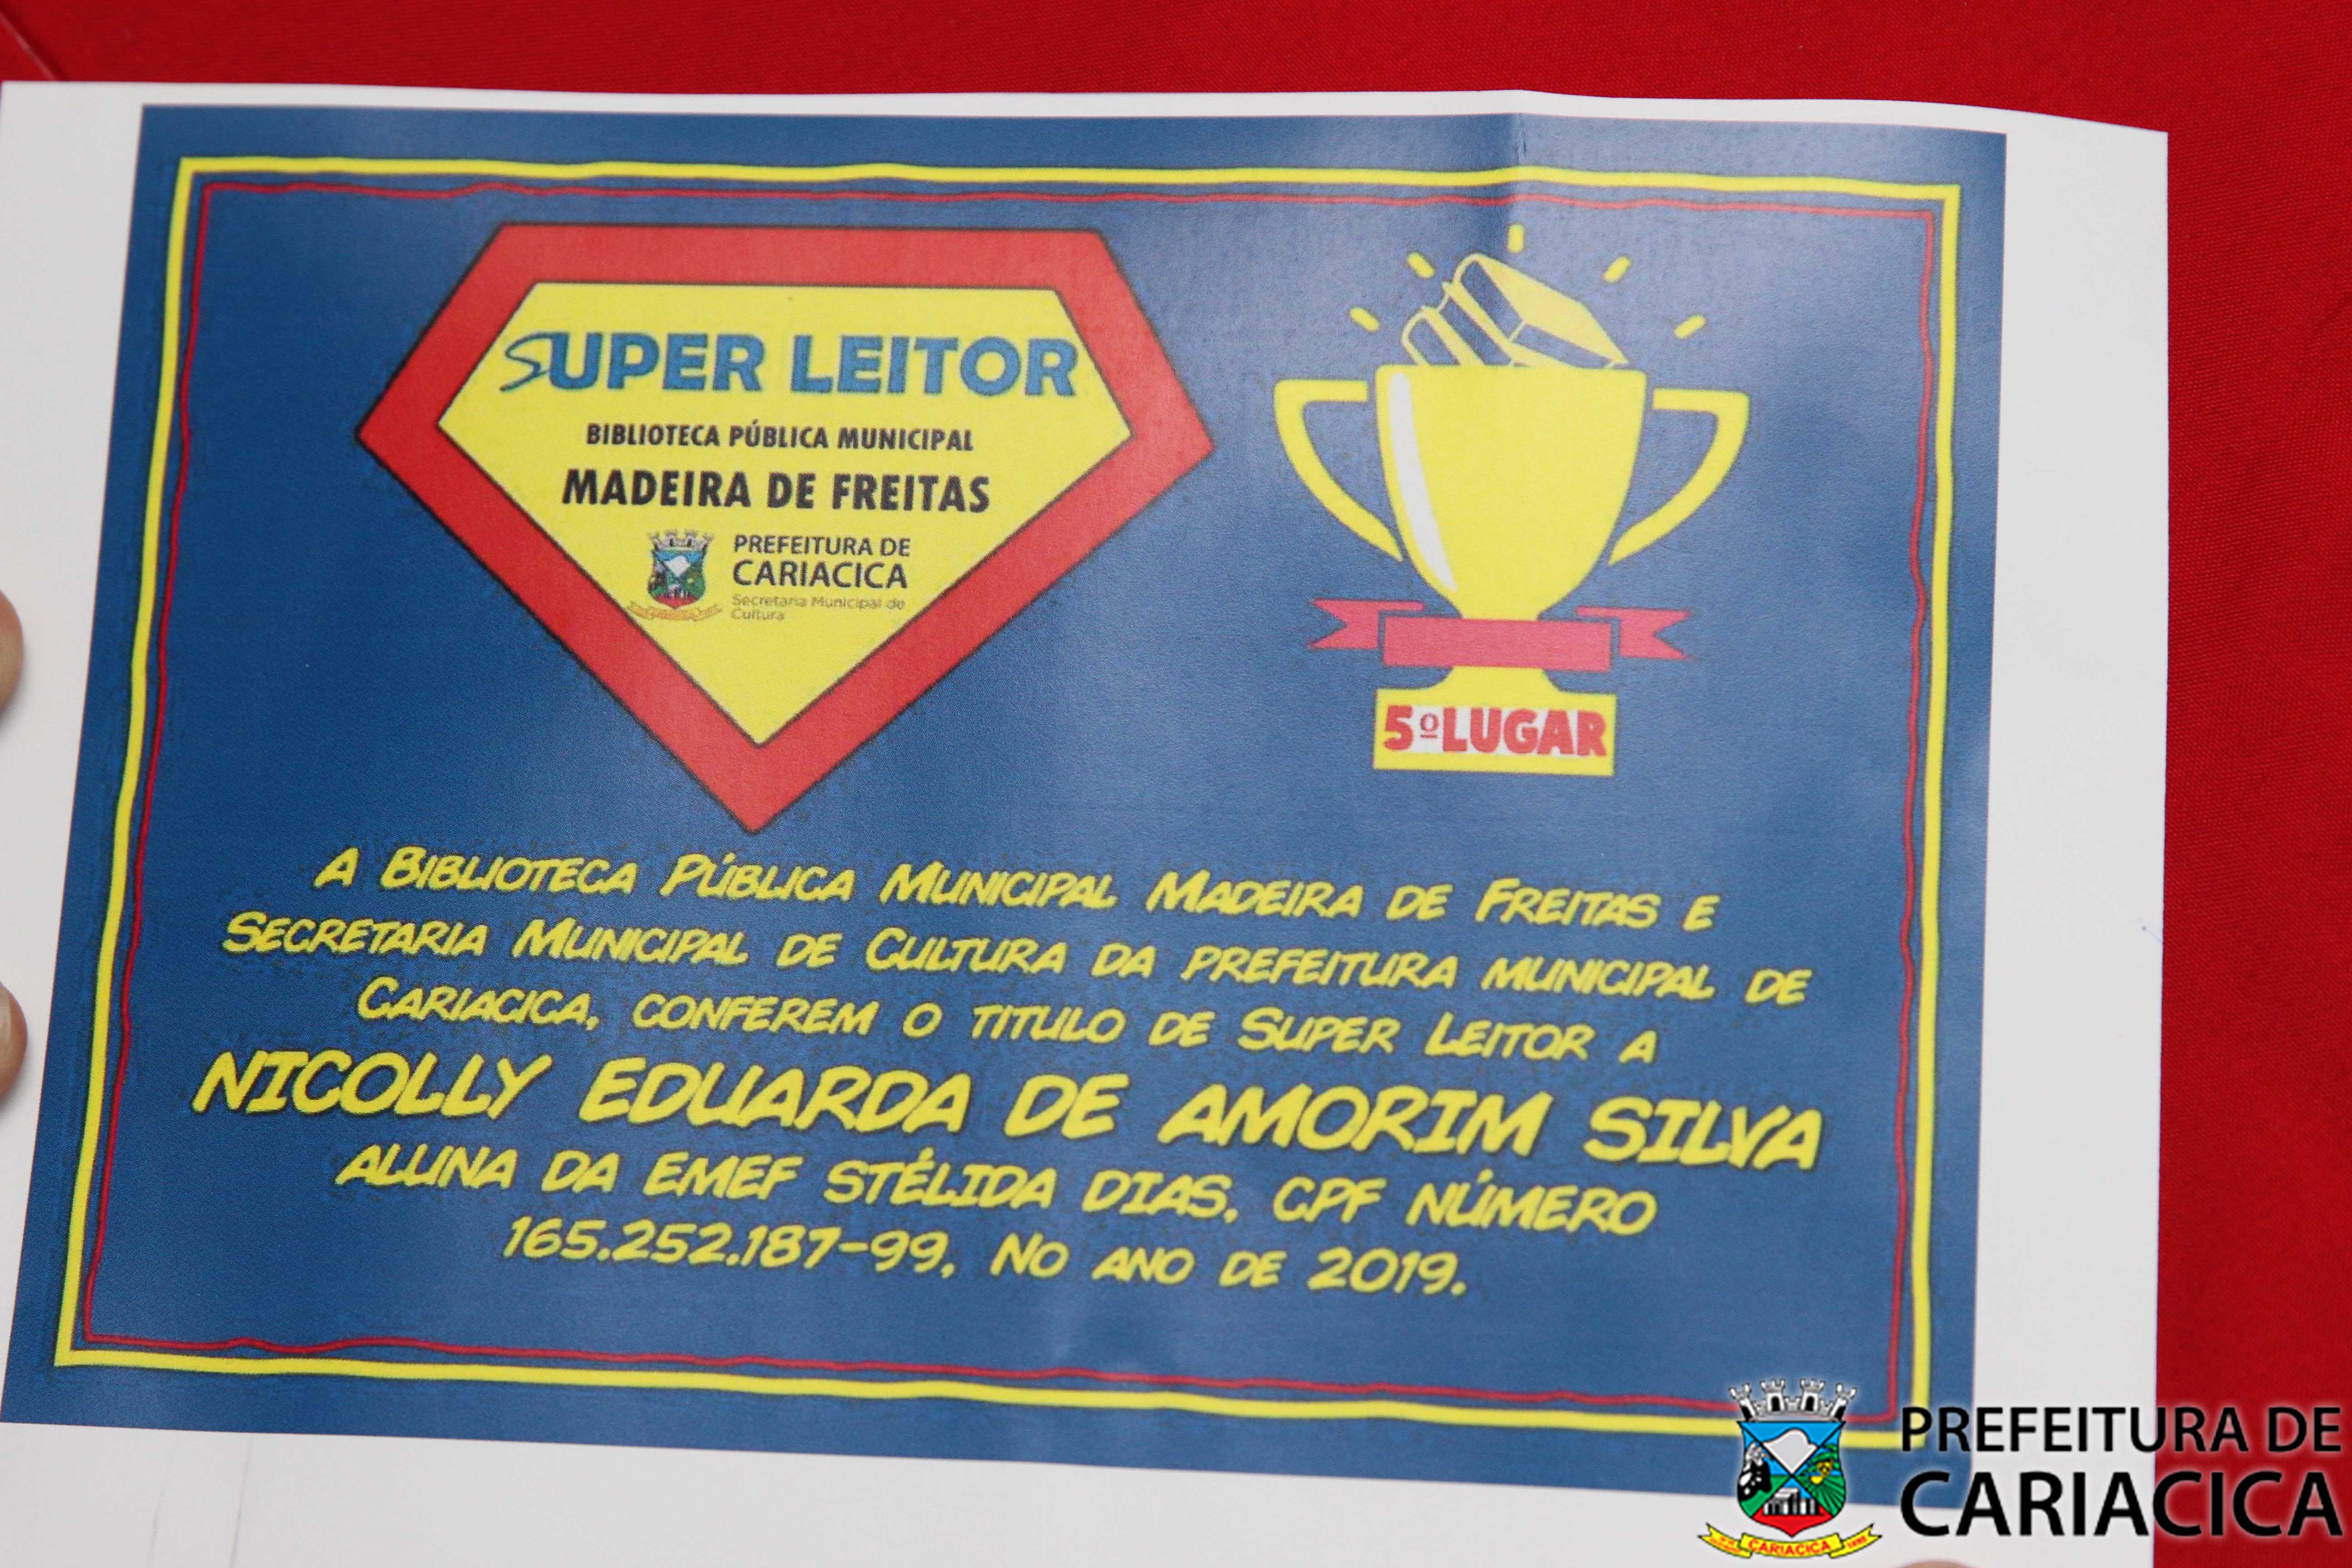 SUPER LEITOR
BIBLIOTECA PÚBLICA MUNICIPAL
MADEIRA DE FREITAS
PREFEITURA DE
CARIACICA
Secretaria Municipal de
Cultura
5º LUGAR
A BIBLIOTECA PÚBLICA MUNICIPAL MADEIRA DE FREITAS E
SECRETARIA MUNICIPAL DE CULTURA DA PREFEITURA MUNICIPAL DE
CARIACICA, CONFEREM O TITULO DE SUPER LEITOR A
NICOLLY EDUARDA DE AMORIM SILVA
ALUNA DA EMEF STÉLIDA DIAS, CPF NÚMERO
165.252.187-99, NO ANO DE 2019.
PREFEITURA DE
CARIACICA
CARIACICA